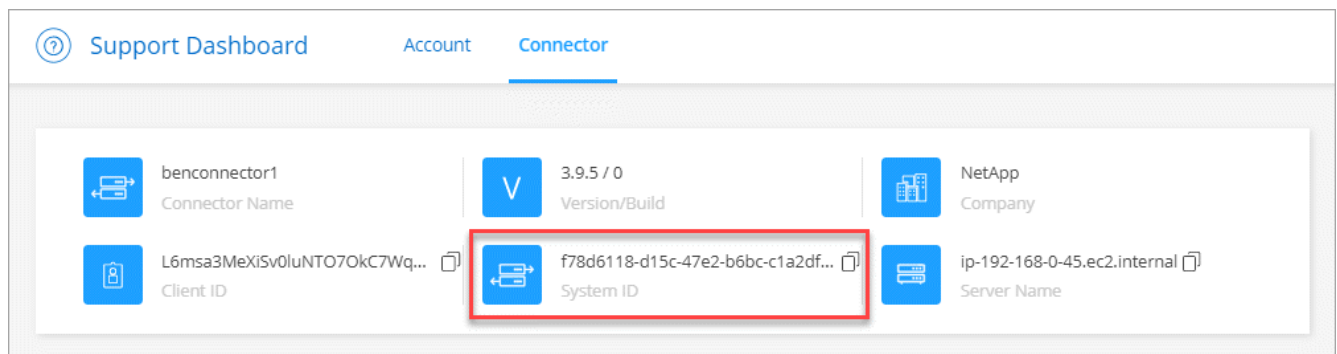 Support Dashboard Account Connector
benconnector1 3.9.5 / 0 NetApp
Connector Name V Version/Build Company
L6msa3MeXiSv0luNTO7OkC7Wq... f78d6118-d15c-47e2-b6bc-c1a2df... ip-192-168-0-45.ec2.internal
Client ID System ID Server Name